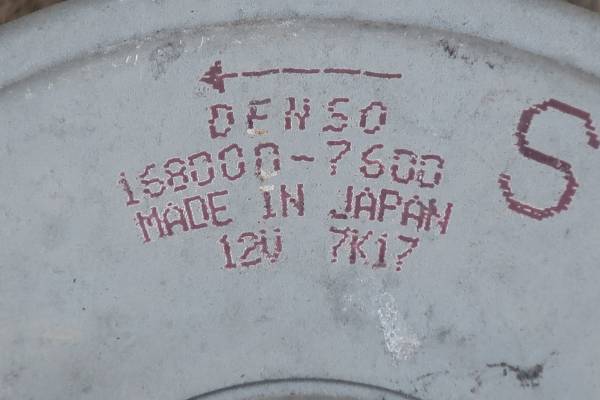 DENSO
168000-7600
MADE IN JAPAN
12V 7K17
S